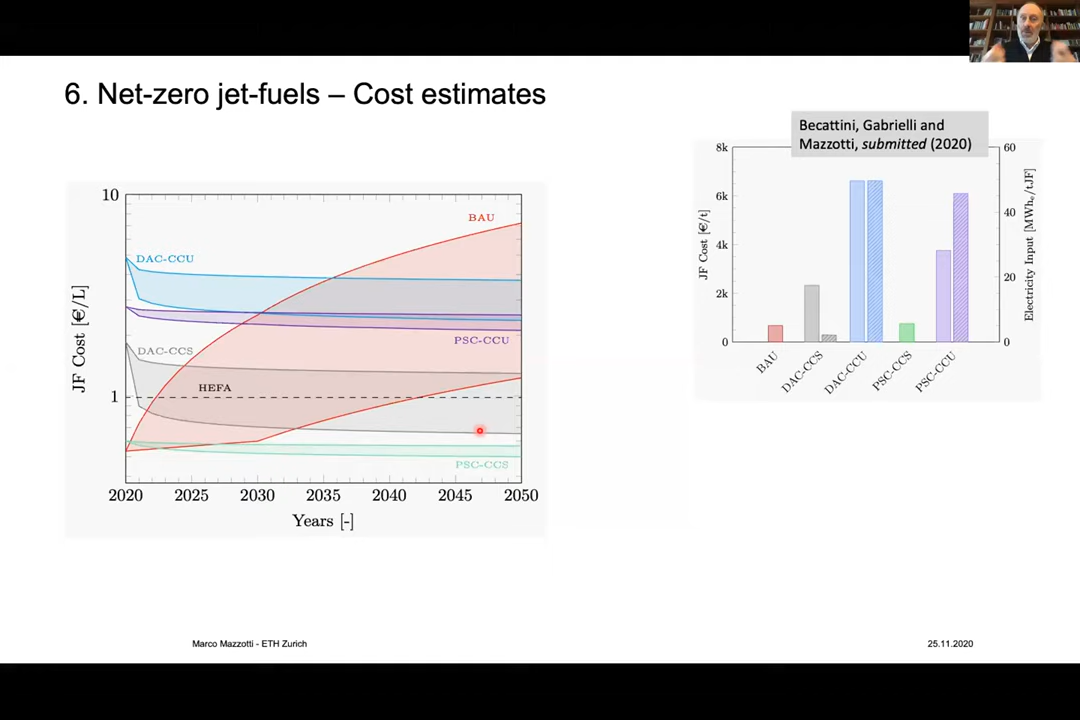 6. Net-zero jet-fuels – Cost estimates
Becattini, Gabrielli and
Mazzotti, submitted (2020)
10
1
JF Cost [€/L]
BAU
DAC-CCU
PSC-CCU
DAC-CCS
HEFA
PSC-CCS
2020 2025 2030 2035 2040 2045 2050
Years [-]
8k
6k
4k
2k
0
JF Cost [€/t]
60
40
20
0
Electricity Input [MWhₑ/tJF]
BAU
DAC-CCS
DAC-CCU
PSC-CCS
PSC-CCU
Marco Mazzotti - ETH Zurich
25.11.2020